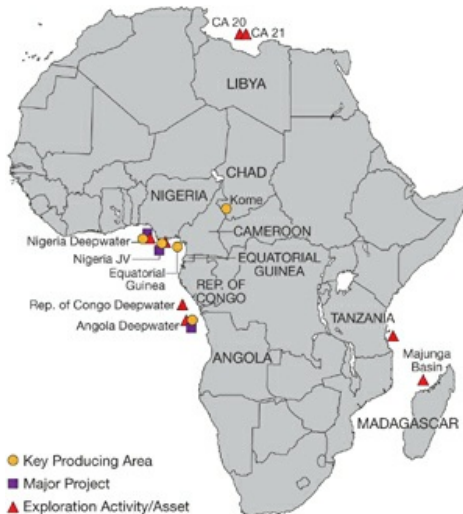 CA 20
CA 21
LIBYA
CHAD
NIGERIA
Kome
Nigeria Deepwater
CAMEROON
Nigeria JV
EQUATORIAL
GUINEA
Equatorial
Guinea
REP. OF
CONGO
Rep. of Congo Deepwater
TANZANIA
Angola Deepwater
Majunga
Basin
ANGOLA
MADAGASCAR
Key Producing Area
Major Project
Exploration Activity/Asset